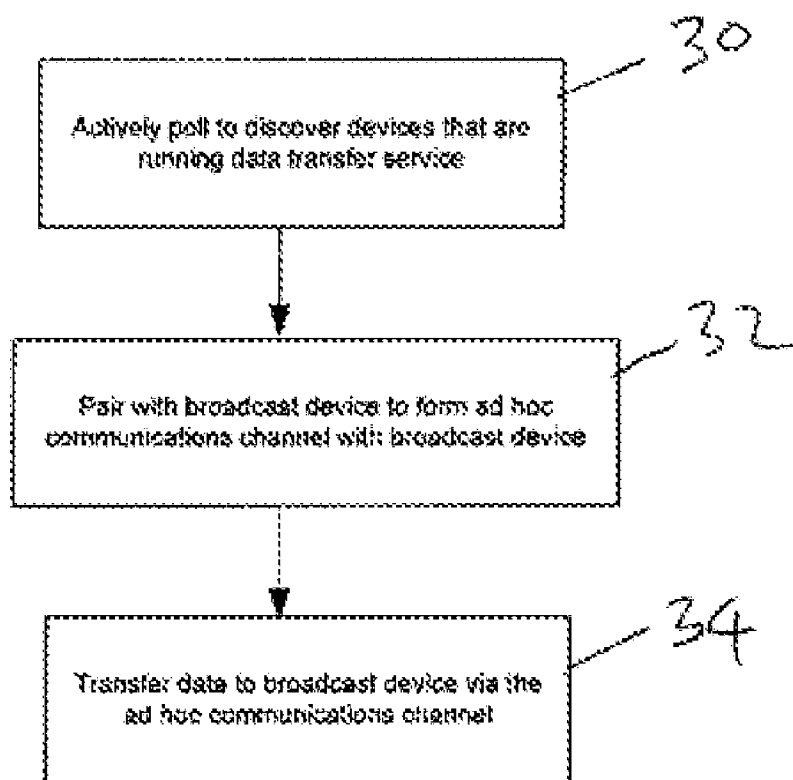 30
Actively poll to discover devices that are
running data transfer service
32
Pair with broadcast device to form ad hoc
communications channel with broadcast device
34
Transfer data to broadcast device via the
ad hoc communications channel